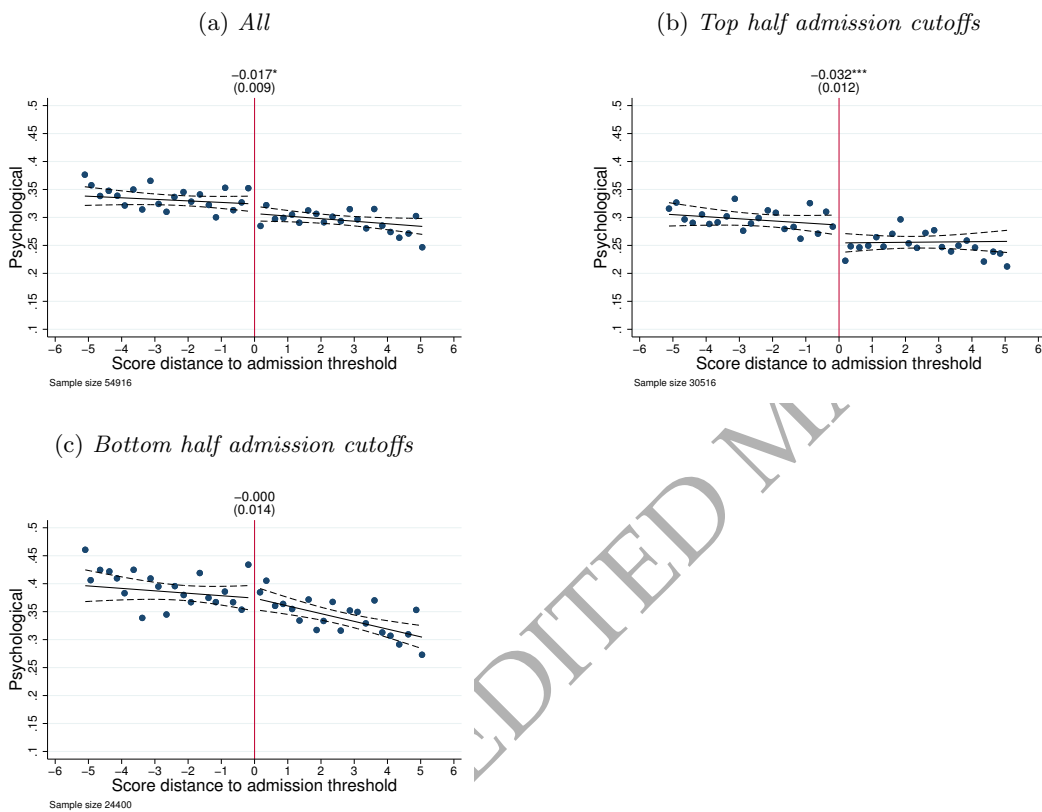 (a) All
−0.017*
(0.009)
.5
.45
.4
.35
.3
.25
.2
.15
.1
Psychological
−6 −5 −4 −3 −2 −1 0 1 2 3 4 5 6
Score distance to admission threshold
Sample size 54916
(b) Top half admission cutoffs
−0.032***
(0.012)
.5
.45
.4
.35
.3
.25
.2
.15
.1
Psychological
−6 −5 −4 −3 −2 −1 0 1 2 3 4 5 6
Score distance to admission threshold
Sample size 30516
(c) Bottom half admission cutoffs
−0.000
(0.014)
.5
.45
.4
.35
.3
.25
.2
.15
.1
Psychological
−6 −5 −4 −3 −2 −1 0 1 2 3 4 5 6
Score distance to admission threshold
Sample size 24400
EDITED